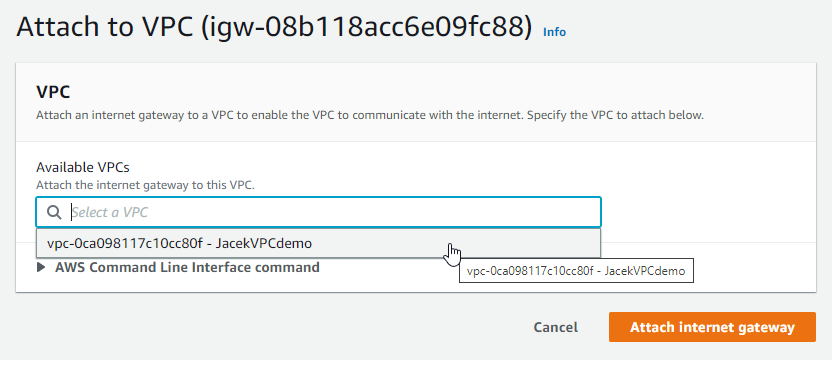 Attach to VPC (igw-08b118acc6e09fc88) Info
VPC
Attach an internet gateway to a VPC to enable the VPC to communicate with the internet. Specify the VPC to attach below.
Available VPCs
Attach the internet gateway to this VPC.
Select a VPC
vpc-0ca098117c10cc80f - JacekVPCdemo
vpc-0ca098117c10cc80f - JacekVPCdemo
AWS Command Line Interface command
Cancel
Attach internet gateway